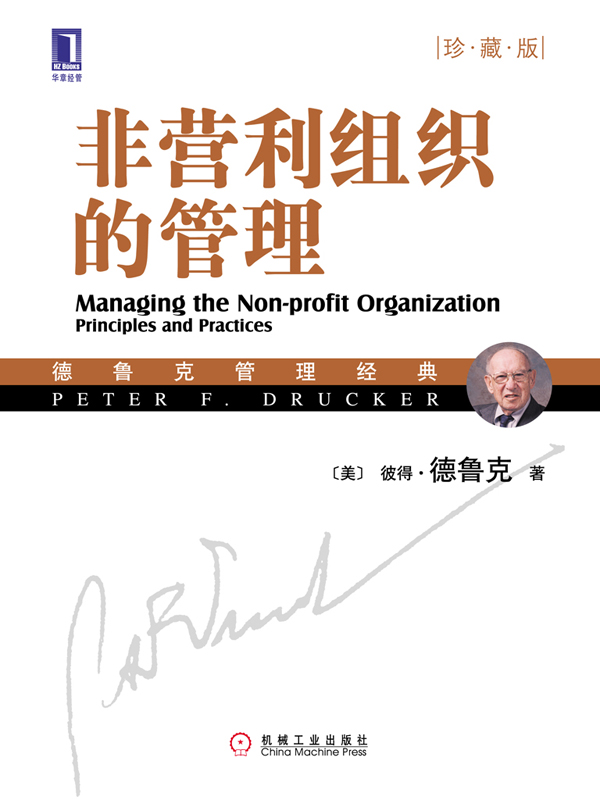 HZ Books
华章经管
珍·藏·版
非营利组织
的管理
Managing the Non-profit Organization
Principles and Practices
德鲁克管理经典
PETER F. DRUCKER
〔美〕 彼得·德鲁克 著
机械工业出版社
China Machine Press